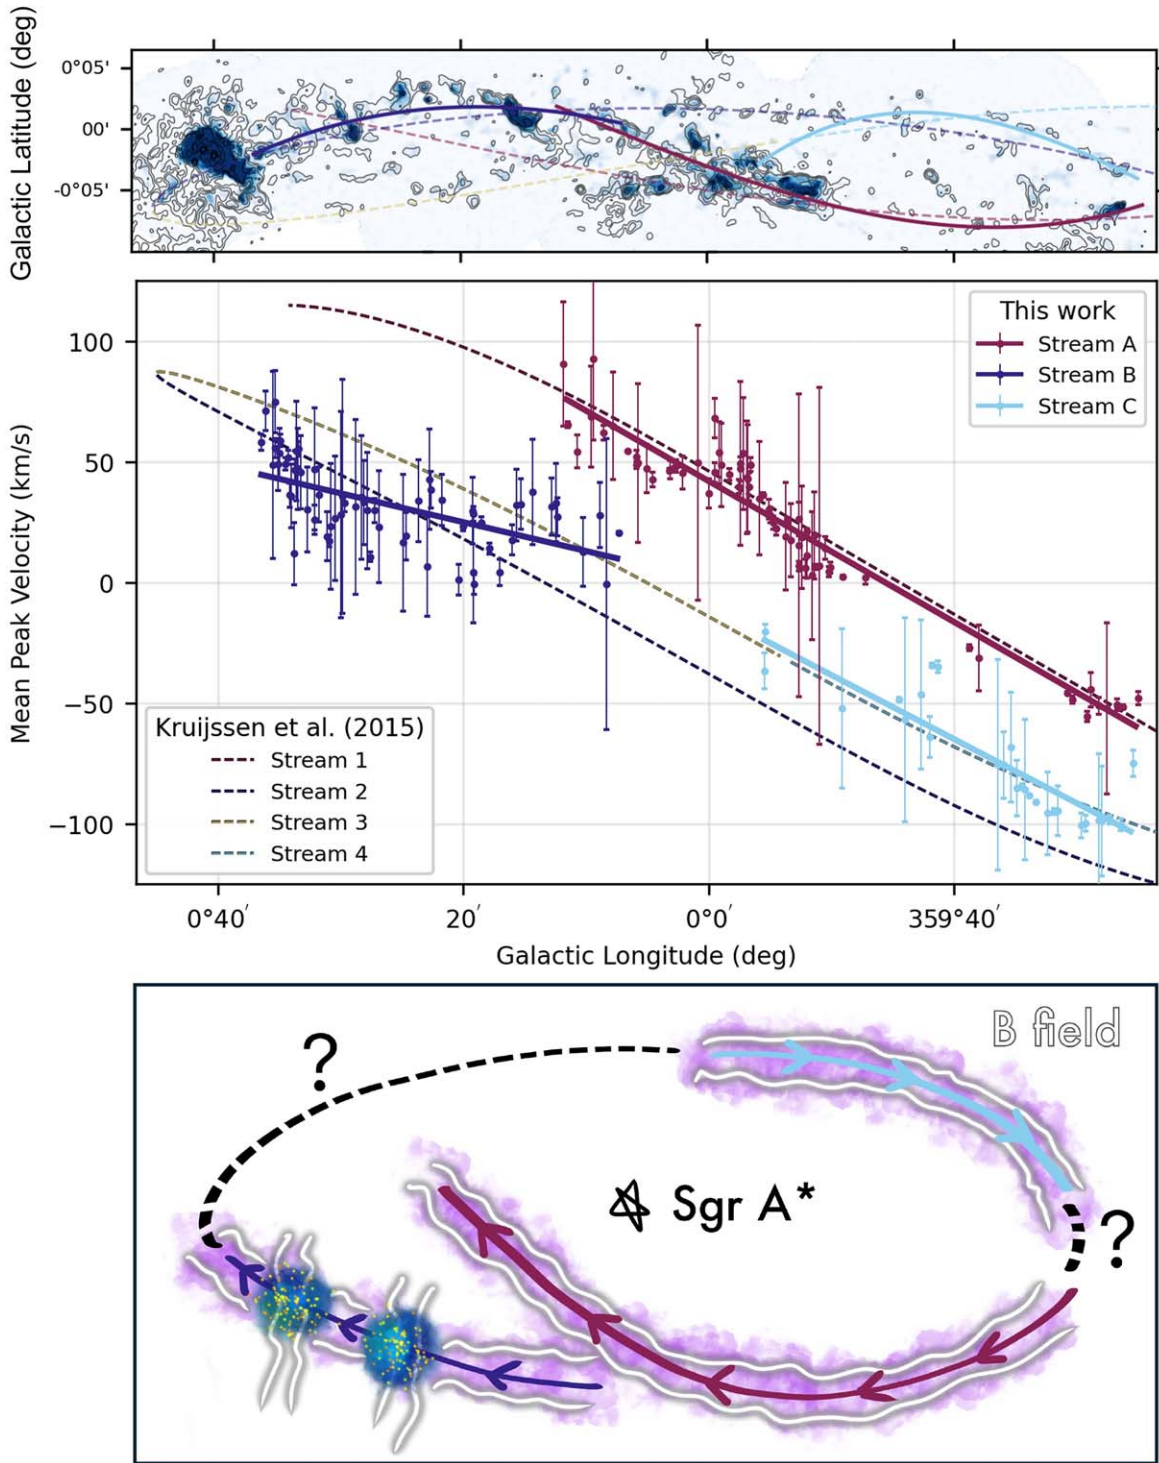 Galactic Latitude (deg)
0°05'
00'
-0°05'
This work
Stream A
Stream B
Stream C
Mean Peak Velocity (km/s)
100
50
0
−50
−100
Kruijssen et al. (2015)
Stream 1
Stream 2
Stream 3
Stream 4
0°40′ 20′ 0°0′ 359°40′
Galactic Longitude (deg)
B field
?
Sgr A*
?